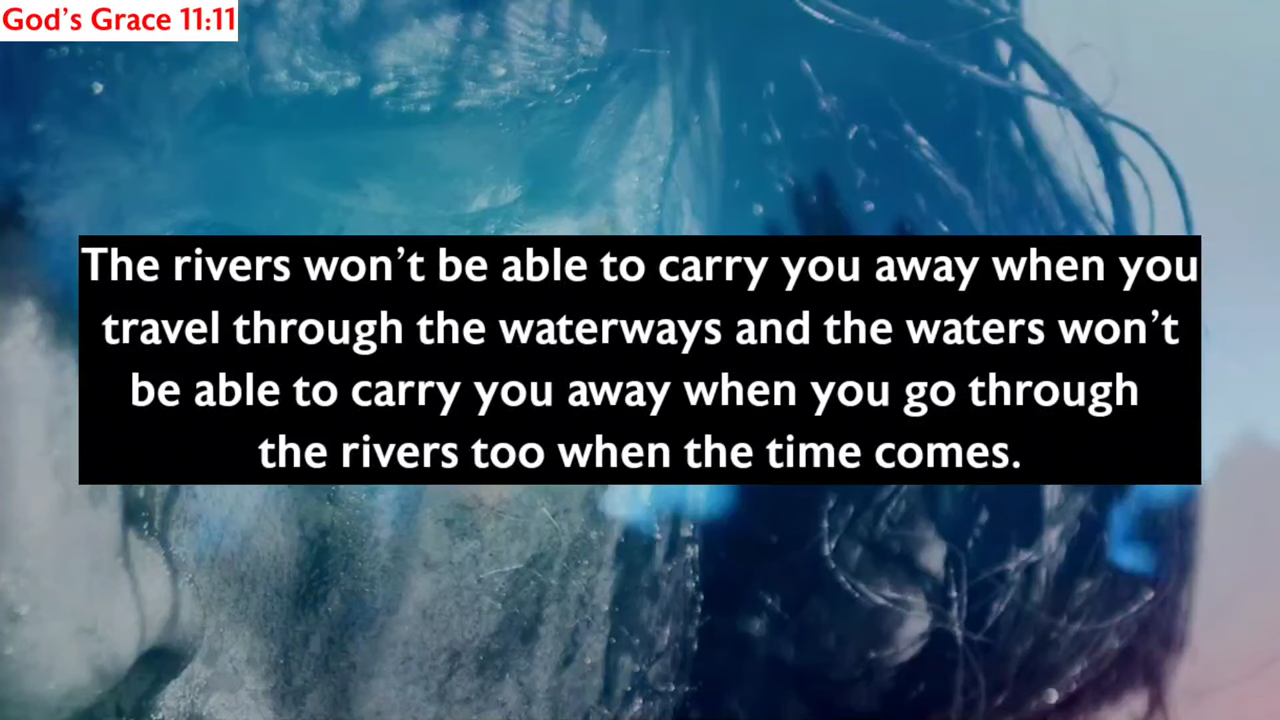 God’s Grace 11:11
The rivers won’t be able to carry you away when you
travel through the waterways and the waters won’t
be able to carry you away when you go through
the rivers too when the time comes.